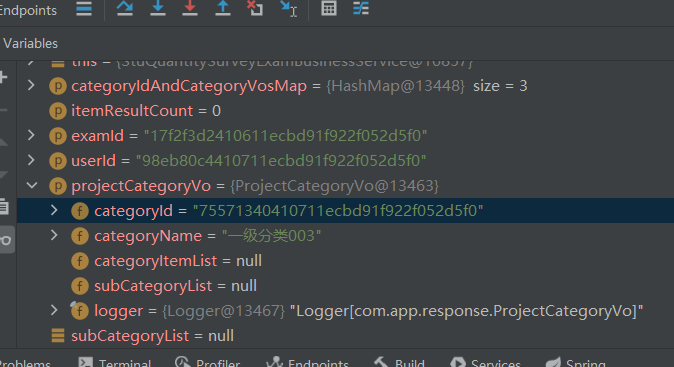 Endpoints
Variables
this = {StuQuantitySurveyExamBusinessService@10657}
categoryIdAndCategoryVosMap = {HashMap@13448} size = 3
itemResultCount = 0
examId = "17f2f3d2410611ecbd91f922f052d5f0"
userId = "98eb80c4410711ecbd91f922f052d5f0"
projectCategoryVo = {ProjectCategoryVo@13463}
categoryId = "75571340410711ecbd91f922f052d5f0"
categoryName = "一级分类003"
categoryItemList = null
subCategoryList = null
logger = {Logger@13467} "Logger[com.app.response.ProjectCategoryVo]"
subCategoryList = null
Problems Terminal Profiler Endpoints Build Services Spring